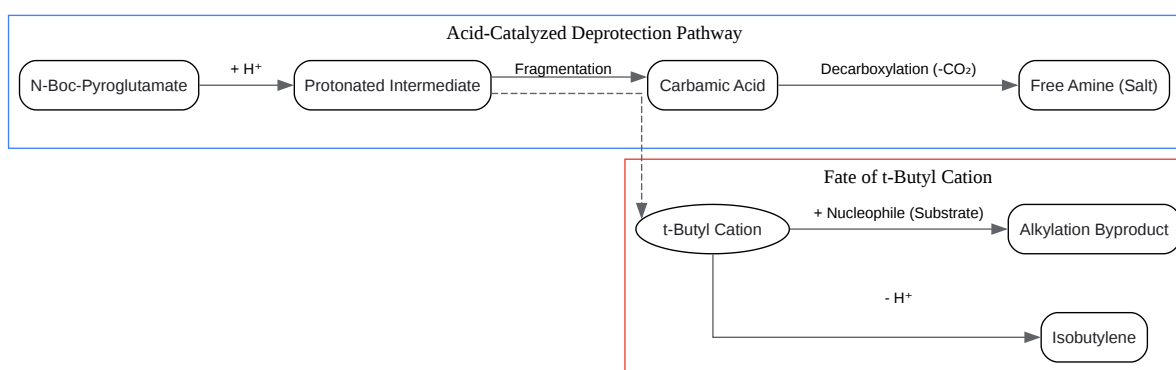 Acid-Catalyzed Deprotection Pathway
N-Boc-Pyroglutamate
+ H⁺
Protonated Intermediate
Fragmentation
Carbamic Acid
Decarboxylation (-CO₂)
Free Amine (Salt)
Fate of t-Butyl Cation
t-Butyl Cation
+ Nucleophile (Substrate)
Alkylation Byproduct
- H⁺
Isobutylene